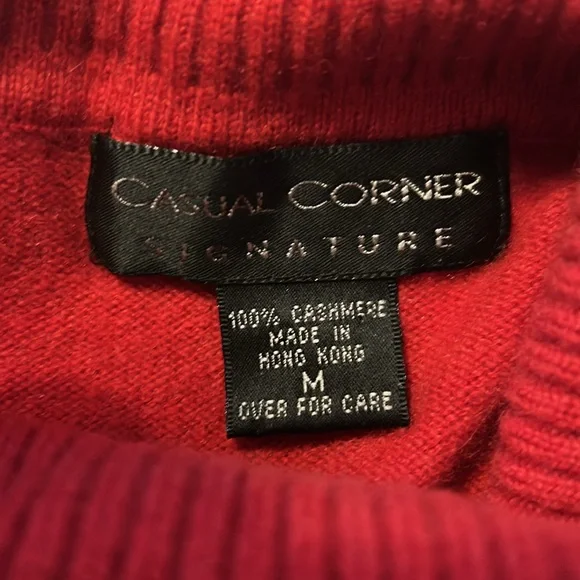 CASUAL CORNER
SIGNATURE
100% CASHMERE
MADE IN
HONG KONG
M
OVER FOR CARE